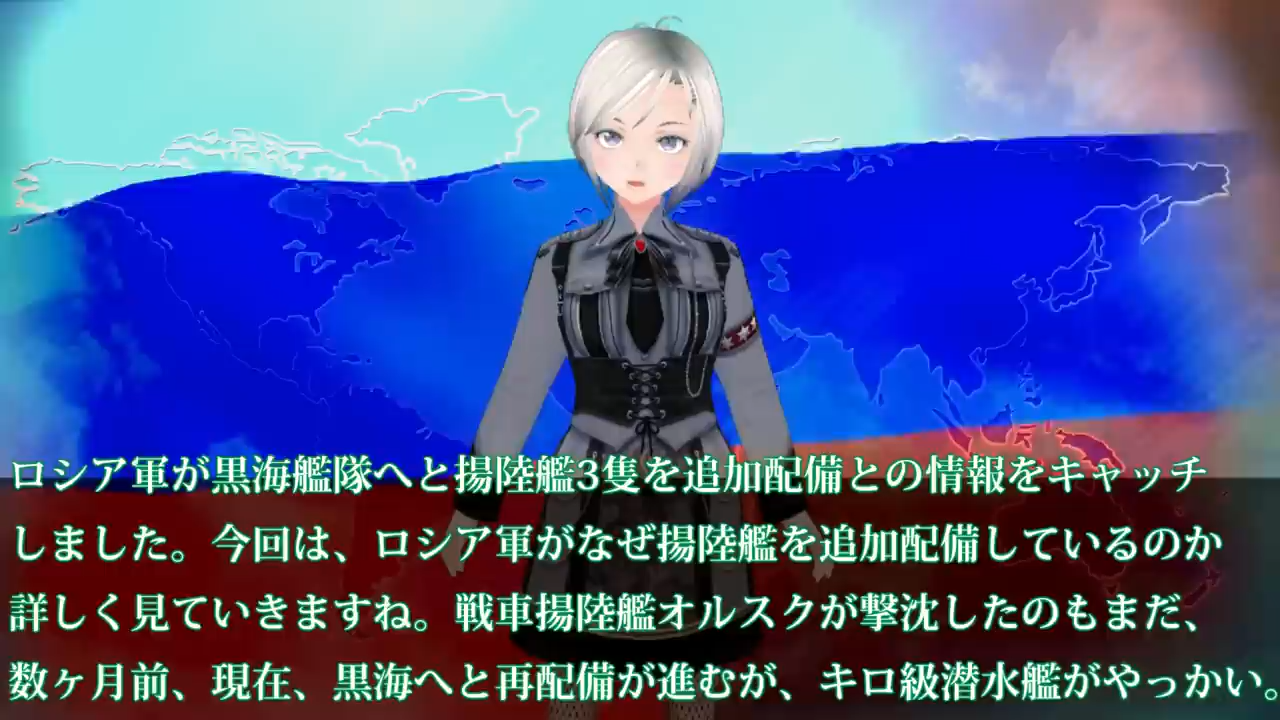 ロシア軍が黒海艦隊へと揚陸艦3隻を追加配備との情報をキャッチ
しました。今回は、ロシア軍がなぜ揚陸艦を追加配備しているのか
詳しく見ていきますね。戦車揚陸艦オルスクが撃沈したのもまだ、
数ヶ月前、現在、黒海へと再配備が進むが、キロ級潜水艦がやっかい。